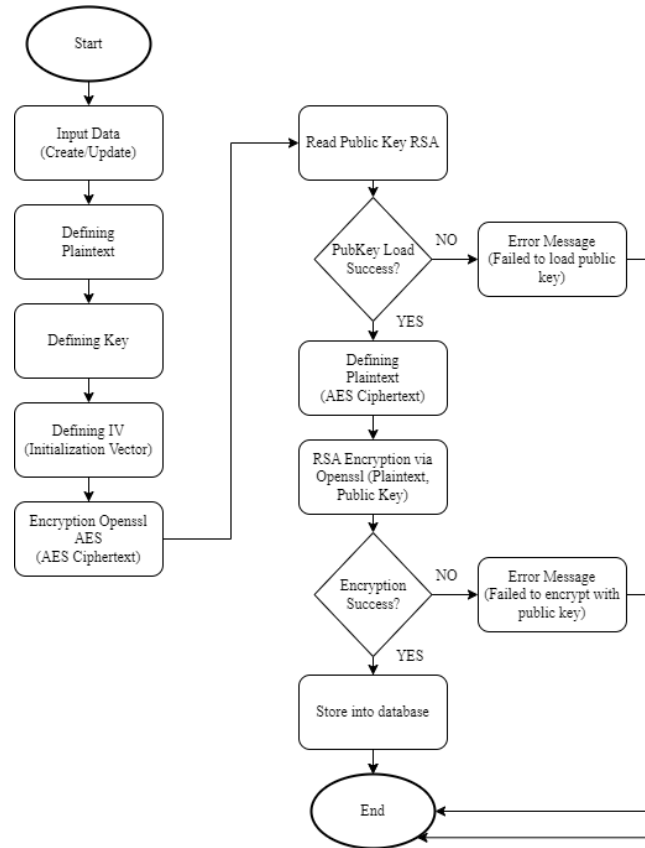 Start
Input Data
(Create/Update)
Defining
Plaintext
Defining Key
Defining IV
(Initialization Vector)
Encryption Openssl
AES
(AES Ciphertext)
Read Public Key RSA
PubKey Load
Success?
NO
Error Message
(Failed to load public
key)
YES
Defining
Plaintext
(AES Ciphertext)
RSA Encryption via
Openssl (Plaintext,
Public Key)
Encryption
Success?
NO
Error Message
(Failed to encrypt with
public key)
YES
Store into database
End